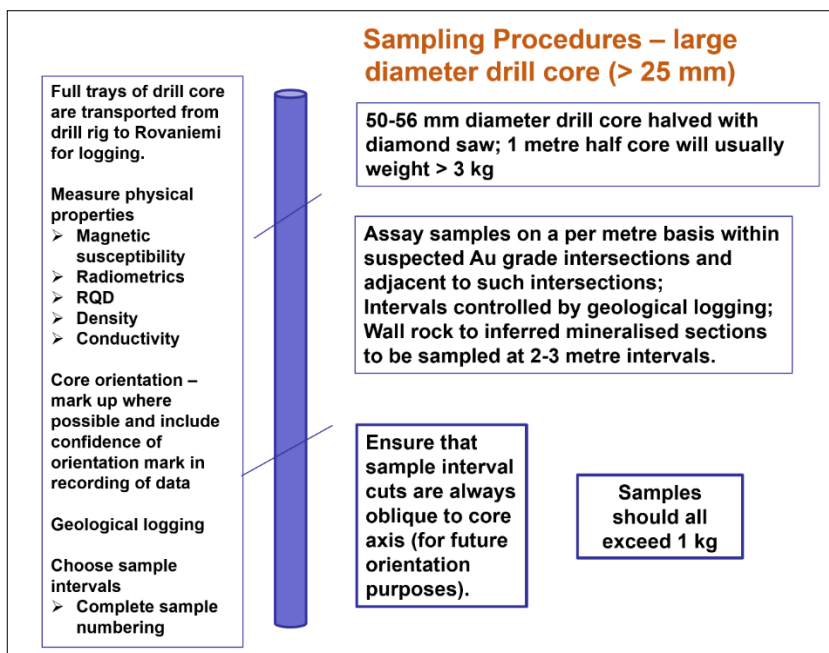 Sampling Procedures – large
diameter drill core (> 25 mm)
Full trays of drill core
are transported from
drill rig to Rovaniemi
for logging.
Measure physical
properties
➢ Magnetic
susceptibility
➢ Radiometrics
➢ RQD
➢ Density
➢ Conductivity
Core orientation –
mark up where
possible and include
confidence of
orientation mark in
recording of data
Geological logging
Choose sample
intervals
➢ Complete sample
numbering
50-56 mm diameter drill core halved with
diamond saw; 1 metre half core will usually
weight > 3 kg
Assay samples on a per metre basis within
suspected Au grade intersections and
adjacent to such intersections;
Intervals controlled by geological logging;
Wall rock to inferred mineralised sections
to be sampled at 2-3 metre intervals.
Ensure that
sample interval
cuts are always
oblique to core
axis (for future
orientation
purposes).
Samples
should all
exceed 1 kg